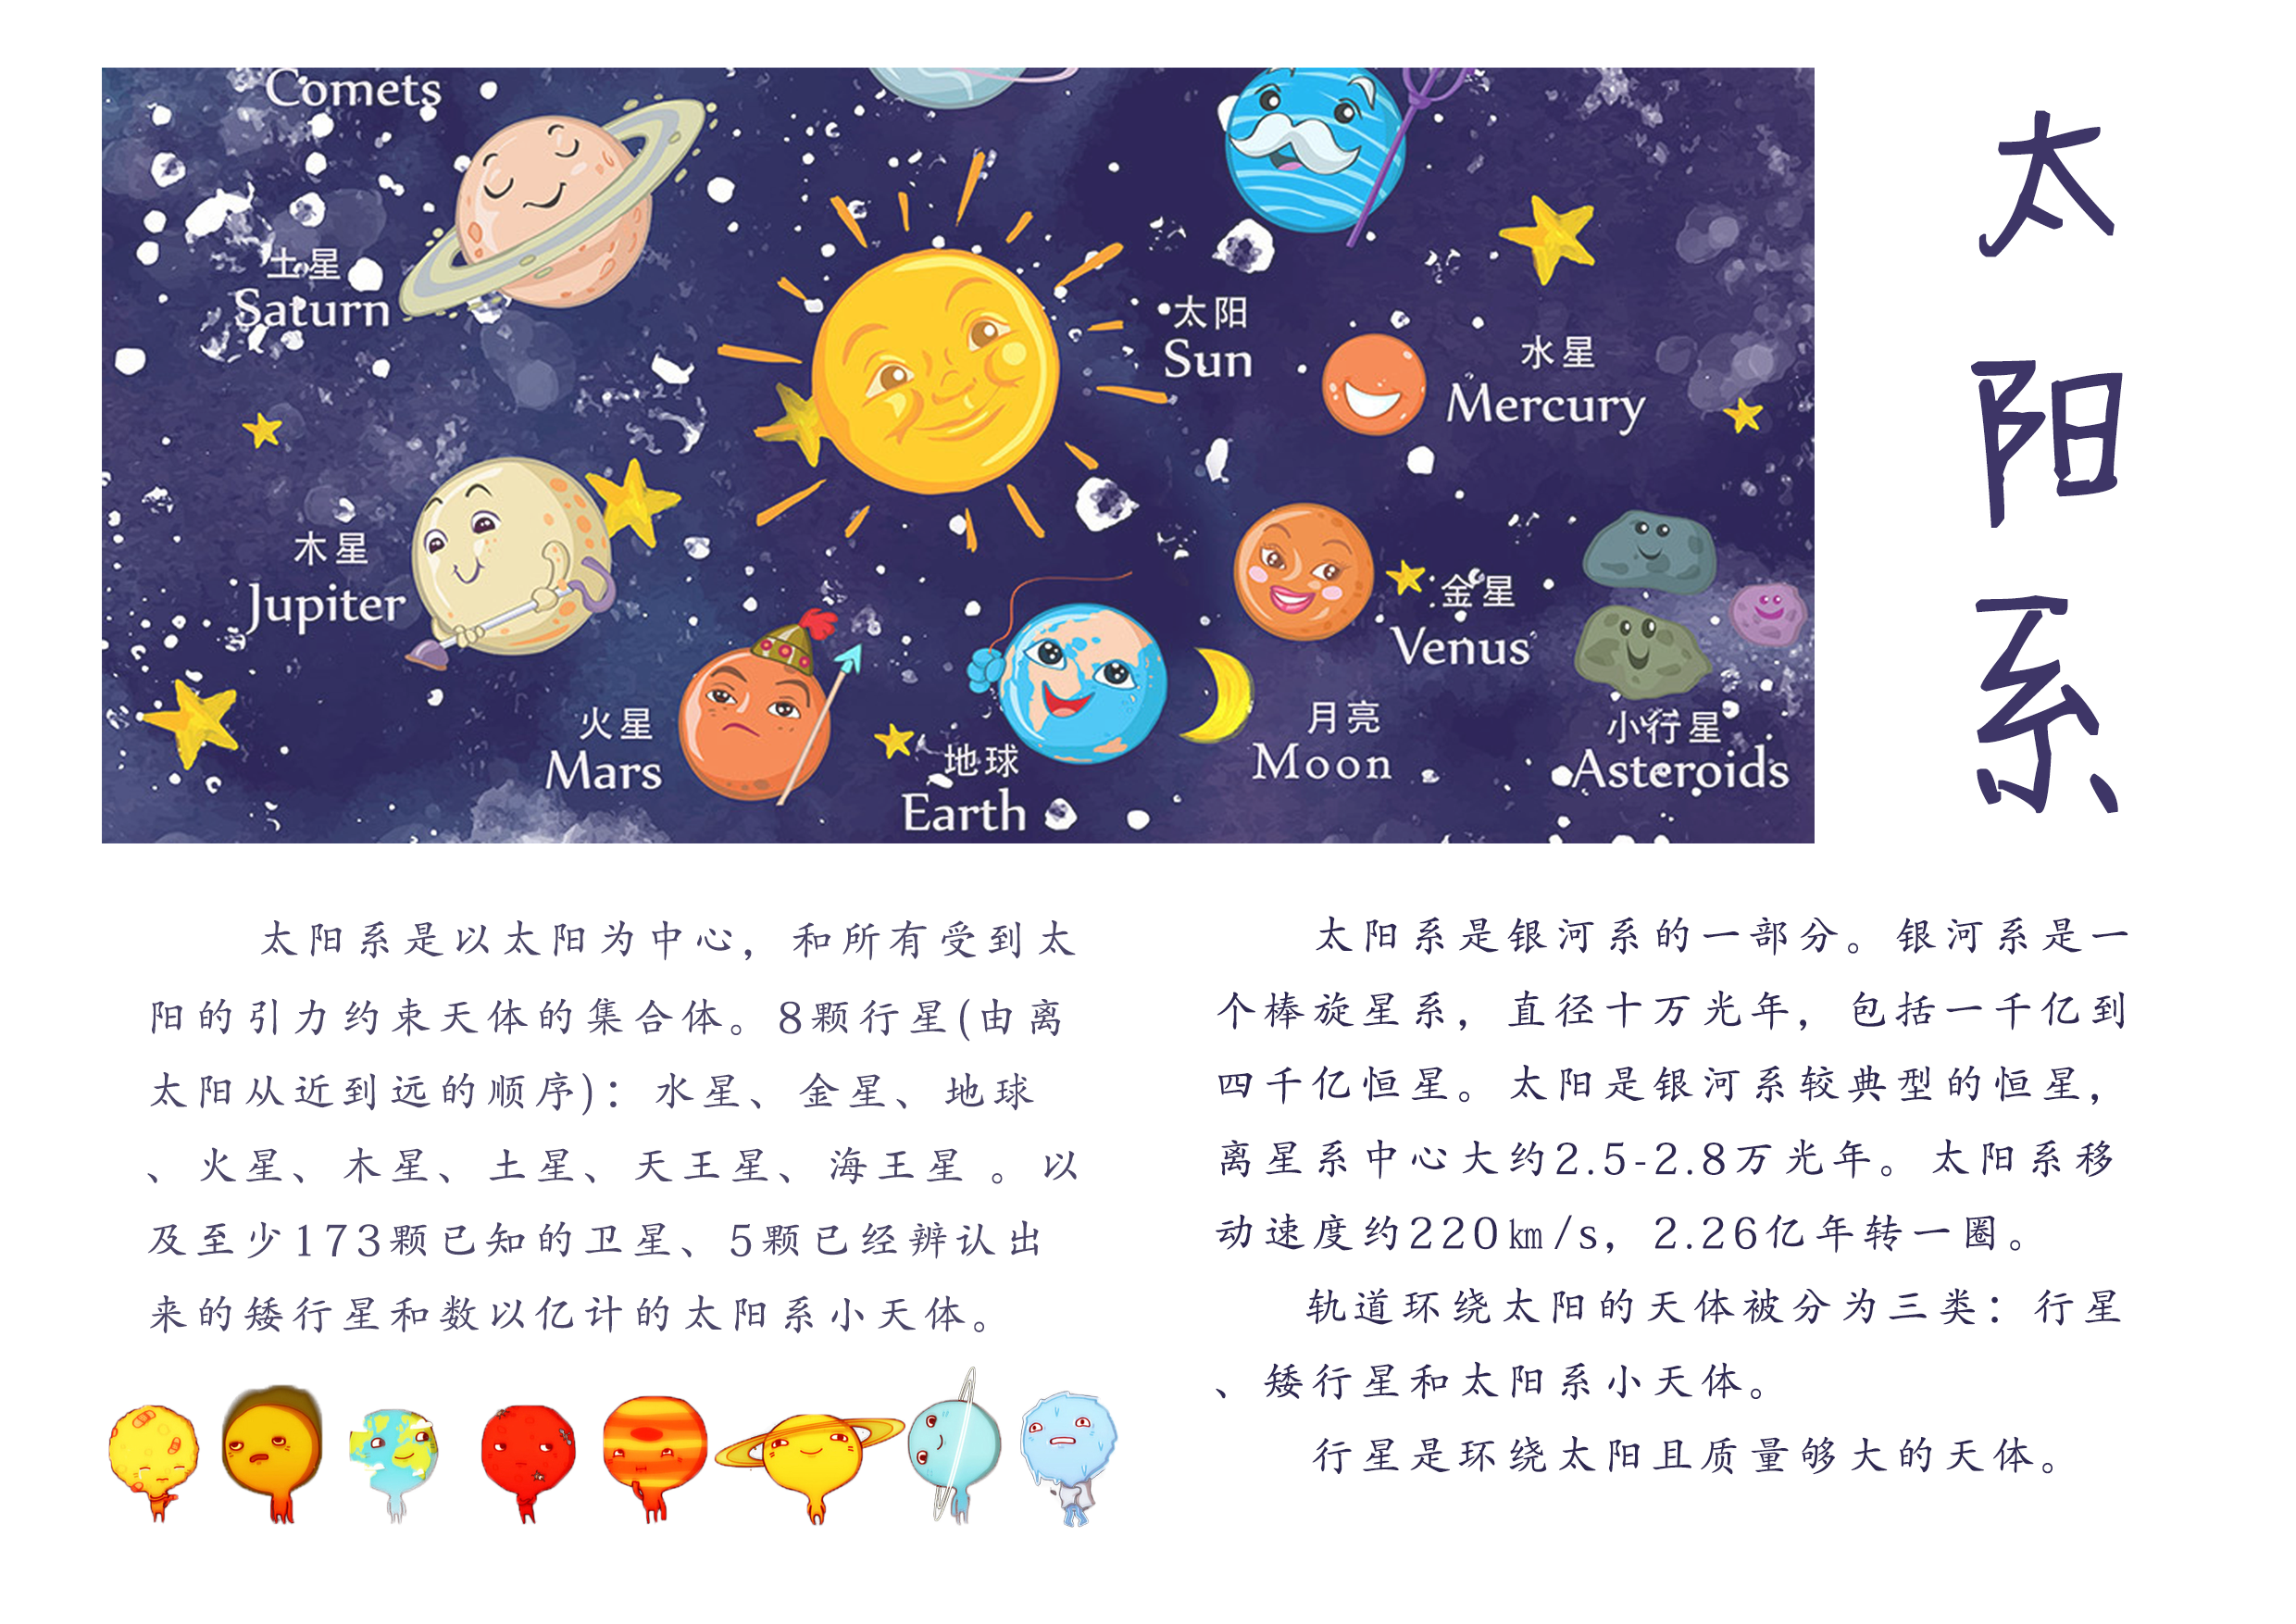 太阳系
Comets
土星
Saturn
太阳
Sun
水星
Mercury
木星
Jupiter
金星
Venus
火星
Mars
地球
Earth
月亮
Moon
小行星
Asteroids
太阳系是以太阳为中心，和所有受到太
阳的引力约束天体的集合体。8颗行星(由离
太阳从近到远的顺序)：水星、金星、地球
、火星、木星、土星、天王星、海王星 。以
及至少173颗已知的卫星、5颗已经辨认出
来的矮行星和数以亿计的太阳系小天体。
太阳系是银河系的一部分。银河系是一
个棒旋星系，直径十万光年，包括一千亿到
四千亿恒星。太阳是银河系较典型的恒星，
离星系中心大约2.5-2.8万光年。太阳系移
动速度约220㎞/s，2.26亿年转一圈。
轨道环绕太阳的天体被分为三类：行星
、矮行星和太阳系小天体。
行星是环绕太阳且质量够大的天体。